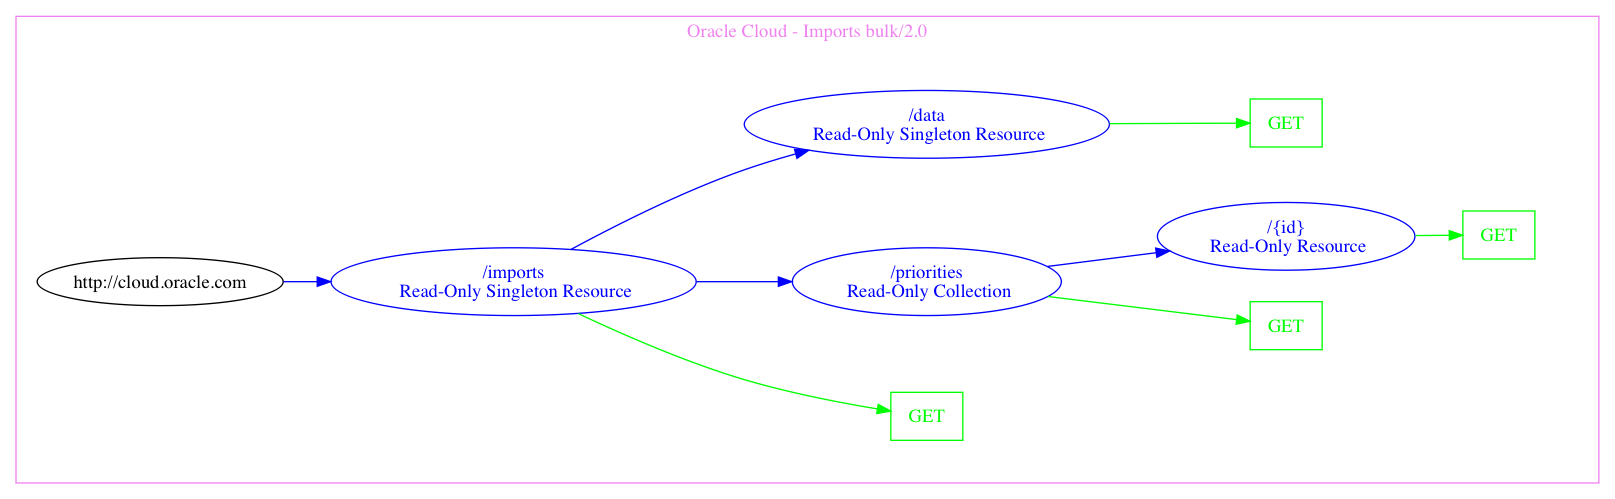 Oracle Cloud - Imports bulk/2.0
/data
Read-Only Singleton Resource
GET
/{id}
Read-Only Resource
GET
http://cloud.oracle.com
/imports
Read-Only Singleton Resource
/priorities
Read-Only Collection
GET
GET